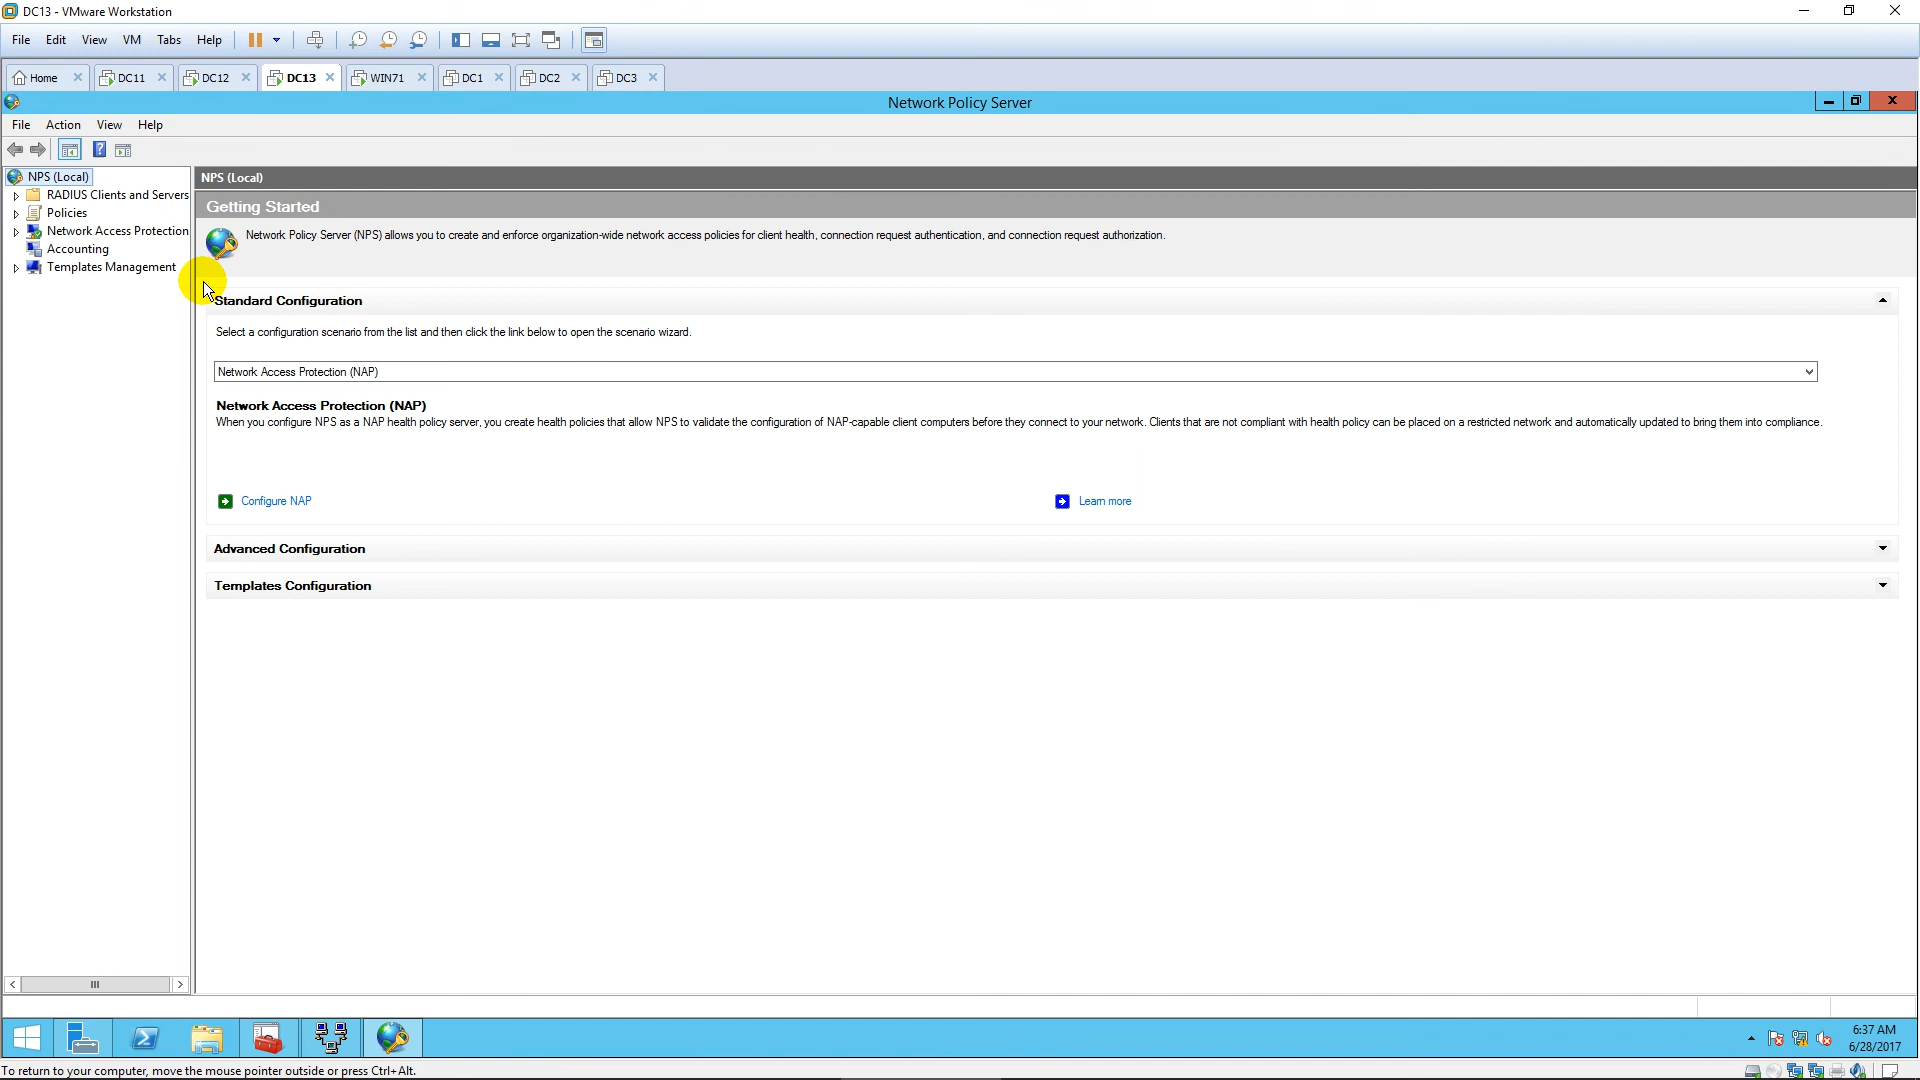 DC13 - VMware Workstation
File Edit View VM Tabs Help
Home DC11 DC12 DC13 WIN71 DC1 DC2 DC3
Network Policy Server
File Action View Help
NPS (Local)
RADIUS Clients and Servers
Policies
Network Access Protection
Accounting
Templates Management
NPS (Local)
Getting Started
Network Policy Server (NPS) allows you to create and enforce organization-wide network access policies for client health, connection request authentication, and connection request authorization.
Standard Configuration
Select a configuration scenario from the list and then click the link below to open the scenario wizard.
Network Access Protection (NAP)
Network Access Protection (NAP)
When you configure NPS as a NAP health policy server, you create health policies that allow NPS to validate the configuration of NAP-capable client computers before they connect to your network. Clients that are not compliant with health policy can be placed on a restricted network and automatically updated to bring them into compliance.
Configure NAP Learn more
Advanced Configuration
Templates Configuration
6:37 AM
6/28/2017
To return to your computer, move the mouse pointer outside or press Ctrl+Alt.